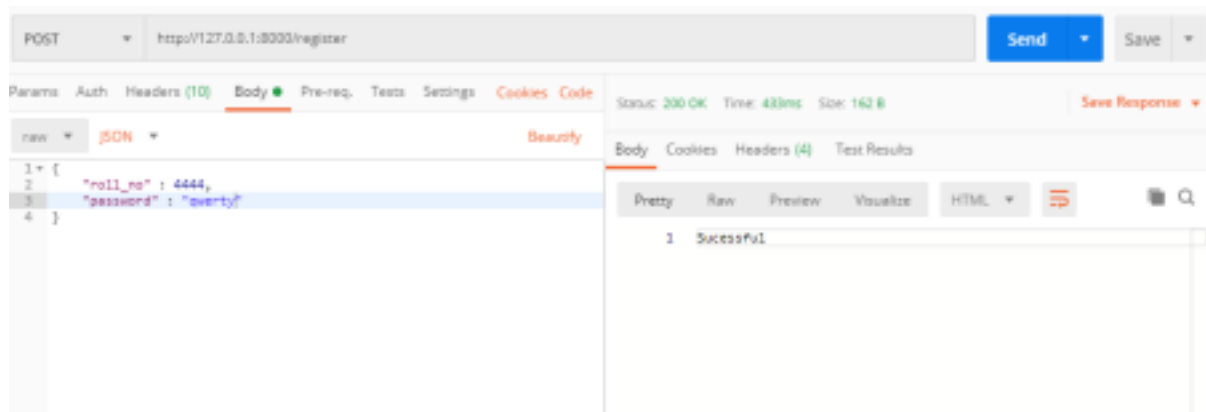 POST http://127.0.0.1:8000/register Send Save
Params Auth Headers (10) Body Pre-req. Tests Settings Cookies Code
raw JSON Beautify
1 {
2 "roll_no" : 4444,
3 "password" : "qwerty"
4 }
Status: 200 OK Time: 433ms Size: 162 B Save Response
Body Cookies Headers (4) Test Results
Pretty Raw Preview Visualize HTML
1 Sucessful